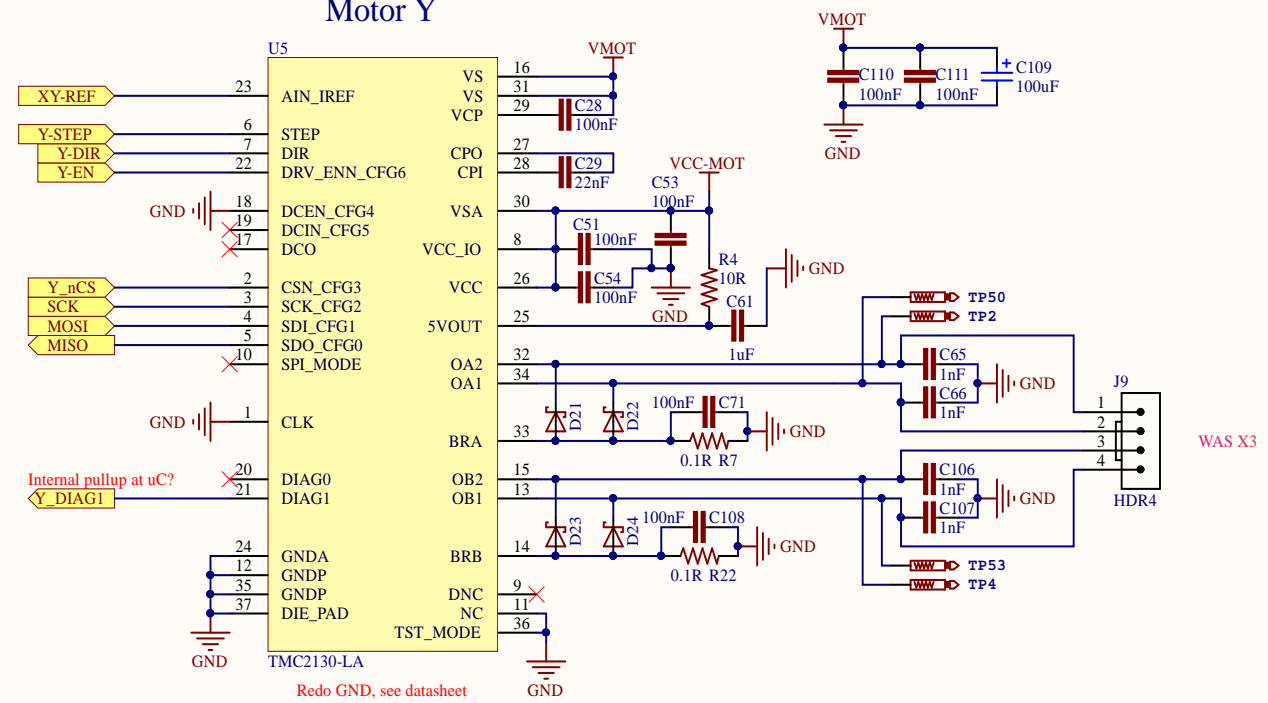 Motor Y
U5
VMOT
VMOT
XY-REF 23 AIN_IREF
Y-STEP 6 STEP
Y-DIR 7 DIR
Y-EN 22 DRV_ENN_CFG6
GND 18 DCEN_CFG4
19 DCIN_CFG5
17 DCO
Y_nCS 2 CSN_CFG3
SCK 3 SCK_CFG2
MOSI 4 SDI_CFG1
MISO 5 SDO_CFG0
10 SPI_MODE
GND 1 CLK
Internal pullup at uC?
20 DIAG0
Y_DIAG1 21 DIAG1
24 GNDA
12 GNDP
35 GNDP
37 DIE_PAD
GND
TMC2130-LA
Redo GND, see datasheet
VS 16
VS 31
VCP 29
C28
100nF
CPO 27
CPI 28
C29
22nF
VCC-MOT
C53
100nF
VSA 30
C51
100nF
VCC_IO 8
C54
100nF
VCC 26
GND
R4
10R
GND
C61
1uF
5VOUT 25
OA2 32
OA1 34
D21
D22
100nF C71
GND
BRA 33
0.1R R7
OB2 15
OB1 13
D23
D24
100nF C108
GND
BRB 14
0.1R R22
DNC 9
NC 11
TST_MODE 36
GND
C110
100nF
C111
100nF
+
C109
100uF
GND
TP50
TP2
C65
1nF
C66
1nF
GND
J9
1
2
3
4
HDR4
WAS X3
C106
1nF
C107
1nF
GND
TP53
TP4